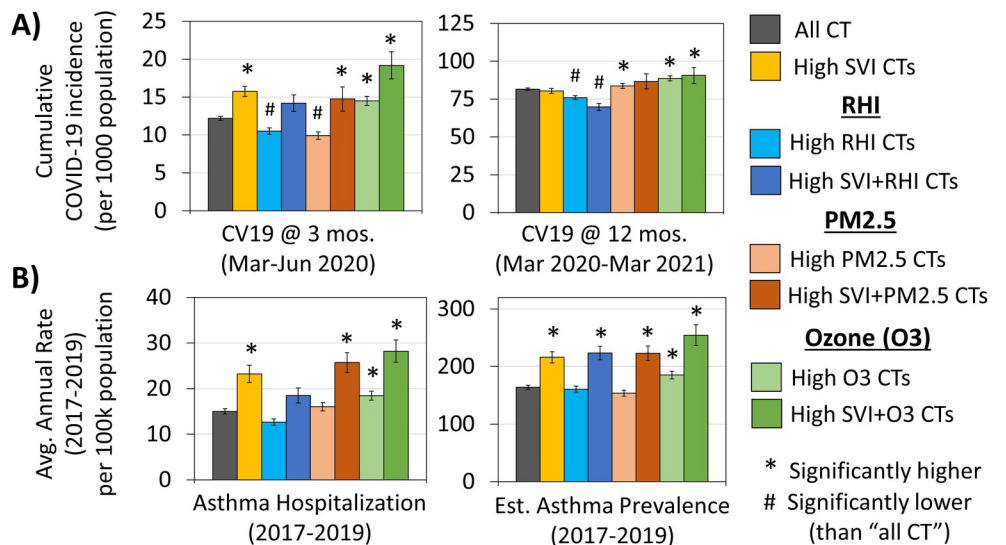 A)
Cumulative
COVID-19 incidence
(per 1000 population)
25
20
15
10
5
0
*
#
#
*
*
*
CV19 @ 3 mos.
(Mar-Jun 2020)
125
100
75
50
25
0
#
#
*
*
*
CV19 @ 12 mos.
(Mar 2020-Mar 2021)
B)
Avg. Annual Rate
(2017-2019)
per 100k population
40
30
20
10
0
*
*
*
*
Asthma Hospitalization
(2017-2019)
300
200
100
0
*
*
*
*
*
Est. Asthma Prevalence
(2017-2019)
All CT
High SVI CTs
RHI
High RHI CTs
High SVI+RHI CTs
PM2.5
High PM2.5 CTs
High SVI+PM2.5 CTs
Ozone (O3)
High O3 CTs
High SVI+O3 CTs
* Significantly higher
# Significantly lower
(than “all CT”)